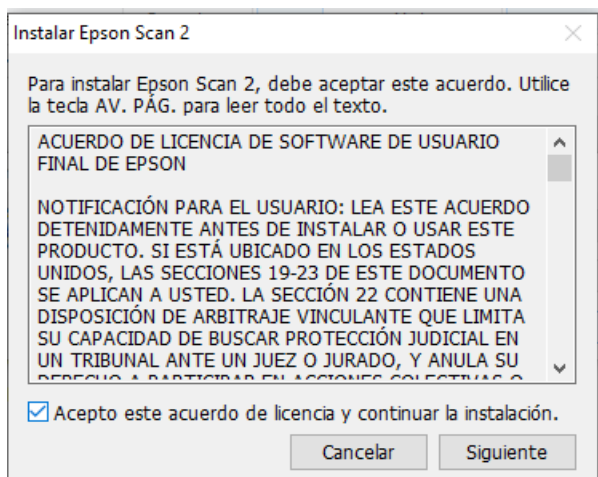 Instalar Epson Scan 2
Para instalar Epson Scan 2, debe aceptar este acuerdo. Utilice
la tecla AV. PÁG. para leer todo el texto.
ACUERDO DE LICENCIA DE SOFTWARE DE USUARIO
FINAL DE EPSON
NOTIFICACIÓN PARA EL USUARIO: LEA ESTE ACUERDO
DETENIDAMENTE ANTES DE INSTALAR O USAR ESTE
PRODUCTO. SI ESTÁ UBICADO EN LOS ESTADOS
UNIDOS, LAS SECCIONES 19-23 DE ESTE DOCUMENTO
SE APLICAN A USTED. LA SECCIÓN 22 CONTIENE UNA
DISPOSICIÓN DE ARBITRAJE VINCULANTE QUE LIMITA
SU CAPACIDAD DE BUSCAR PROTECCIÓN JUDICIAL EN
UN TRIBUNAL ANTE UN JUEZ O JURADO, Y ANULA SU
DERECHO A PARTICIPAR EN ACCIONES COLECTIVAS O
Acepto este acuerdo de licencia y continuar la instalación.
Cancelar
Siguiente